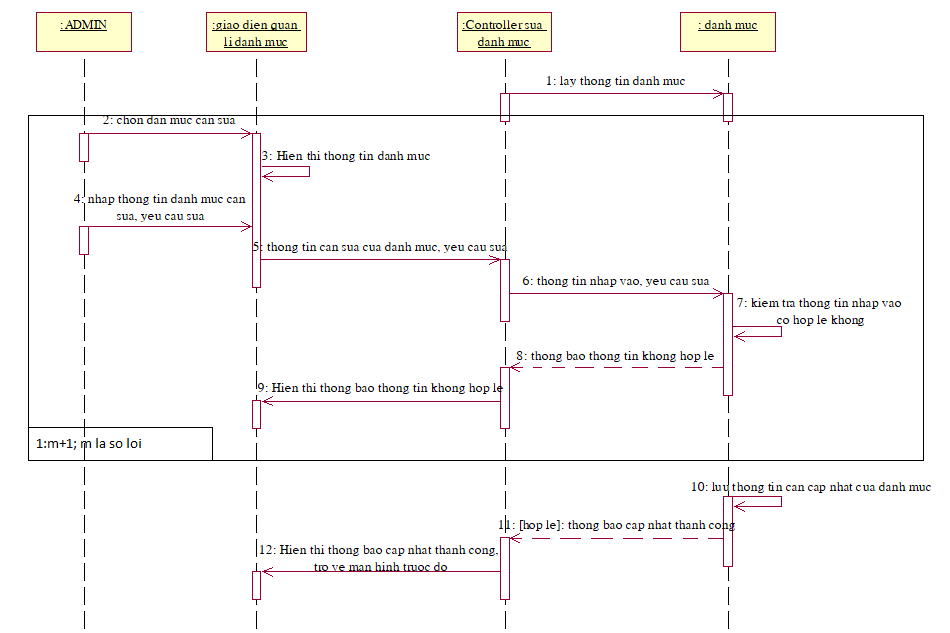 :ADMIN
:giao dien quan
li danh muc
:Controller sua
danh muc
: danh muc
1: lay thong tin danh muc
2: chon dan muc can sua
3: Hien thi thong tin danh muc
4: nhap thong tin danh muc can
sua, yeu cau sua
5: thong tin can sua cua danh muc, yeu cau sua
6: thong tin nhap vao, yeu cau sua
7: kiem tra thong tin nhap vao
co hop le khong
8: thong bao thong tin khong hop le
9: Hien thi thong bao thong tin khong hop le
1:m+1; m la so loi
10: luu thong tin can cap nhat cua danh muc
11: [hop le]: thong bao cap nhat thanh cong
12: Hien thi thong bao cap nhat thanh cong,
tro ve man hinh truoc do